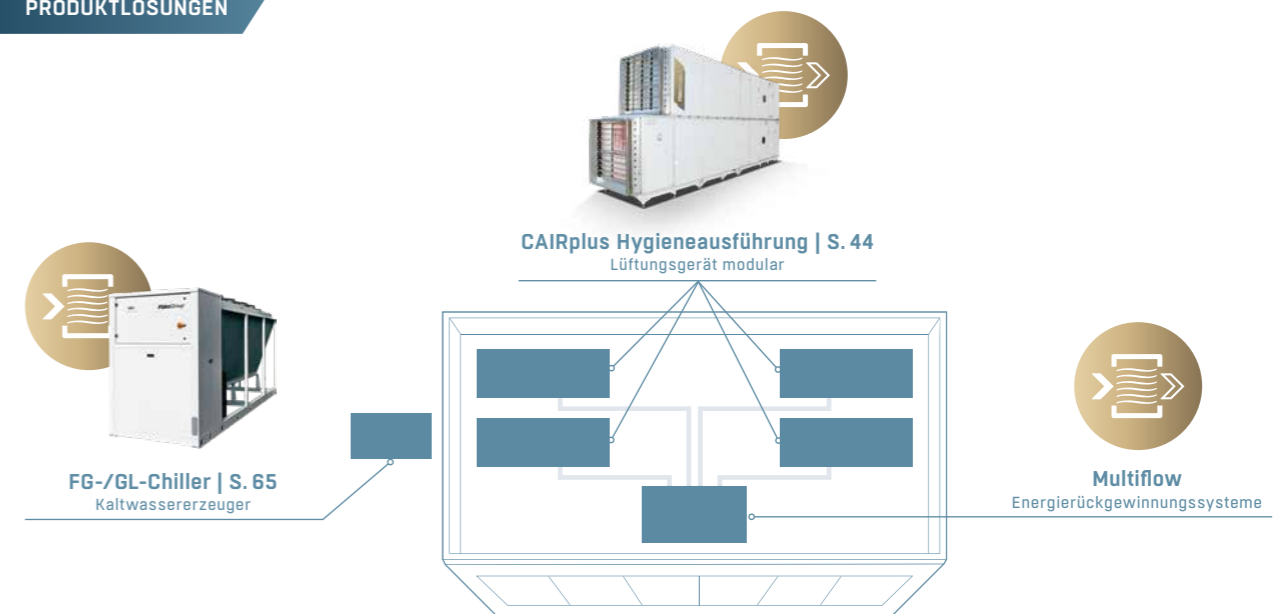 PRODUKTLÖSUNGEN
CAIRplus Hygieneausführung | S. 44
Lüftungsgerät modular
FG-/GL-Chiller | S. 65
Kaltwassererzeuger
Multiflow
Energierückgewinnungssysteme